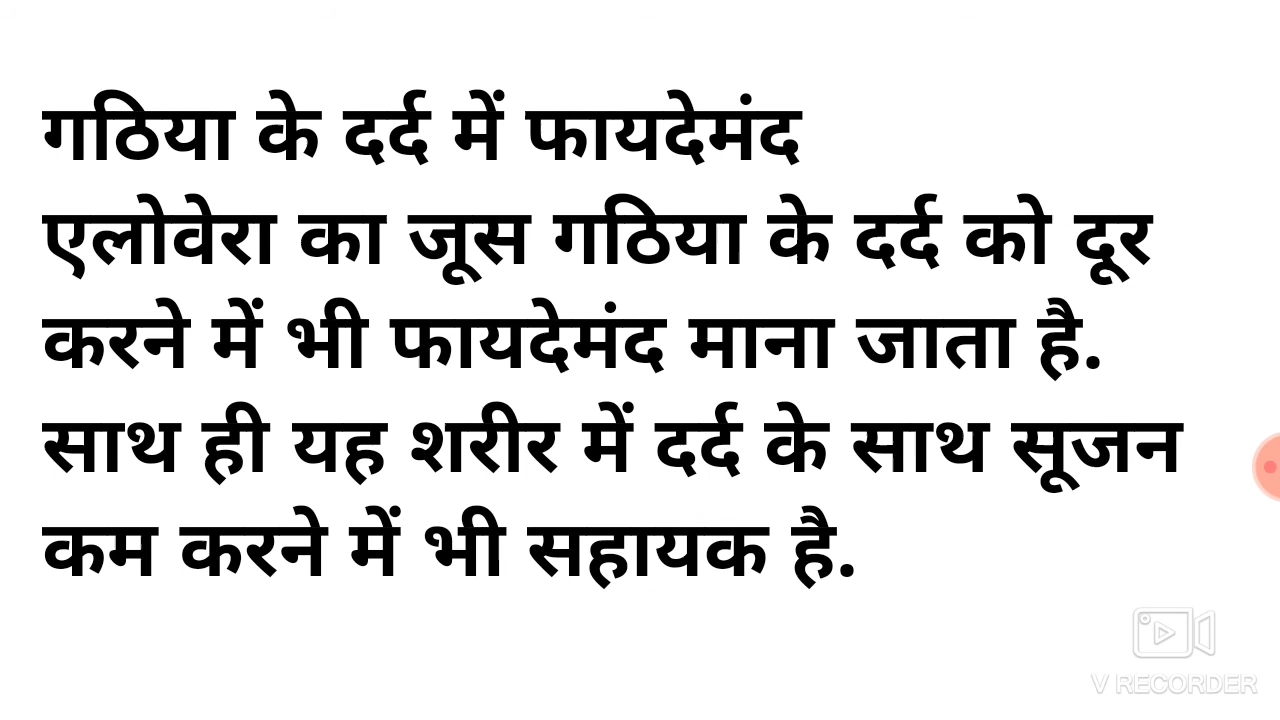 गठिया के दर्द में फायदेमंद
एलोवेरा का जूस गठिया के दर्द को दूर
करने में भी फायदेमंद माना जाता है.
साथ ही यह शरीर में दर्द के साथ सूजन
कम करने में भी सहायक है.
V RECORDER